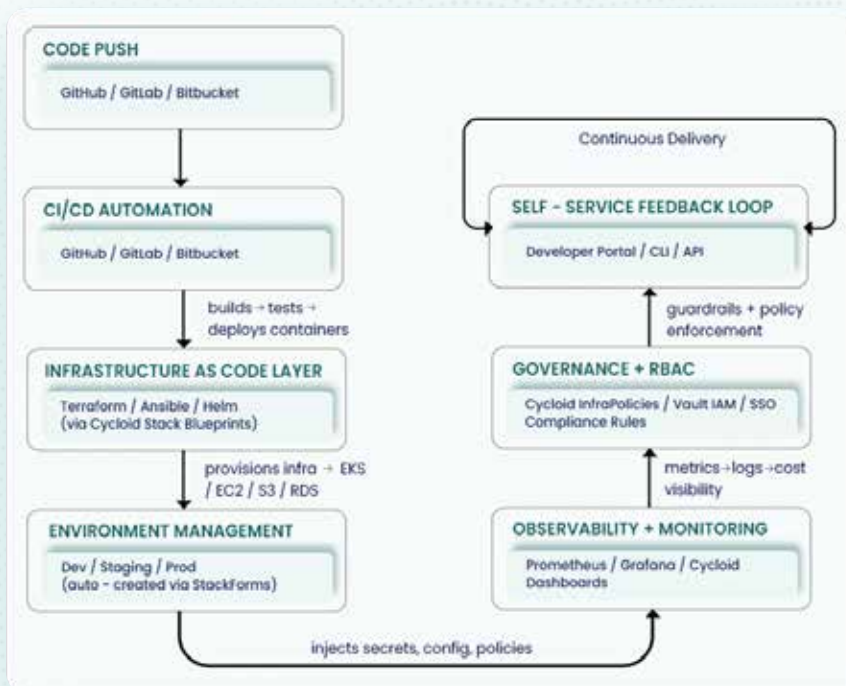 CODE PUSH
GitHub / GitLab / Bitbucket
CI/CD AUTOMATION
GitHub / GitLab / Bitbucket
builds → tests →
deploys containers
INFRASTRUCTURE AS CODE LAYER
Terraform / Ansible / Helm
(via Cycloid Stack Blueprints)
provisions infra → EKS
/ EC2 / S3 / RDS
ENVIRONMENT MANAGEMENT
Dev / Staging / Prod
(auto - created via StackForms)
injects secrets, config, policies
OBSERVABILITY + MONITORING
Prometheus / Grafana / Cycloid
Dashboards
metrics→logs→cost
visibility
GOVERNANCE + RBAC
Cycloid InfraPolicies / Vault IAM / SSO
Compliance Rules
guardrails + policy
enforcement
SELF - SERVICE FEEDBACK LOOP
Developer Portal / CLI / API
Continuous Delivery